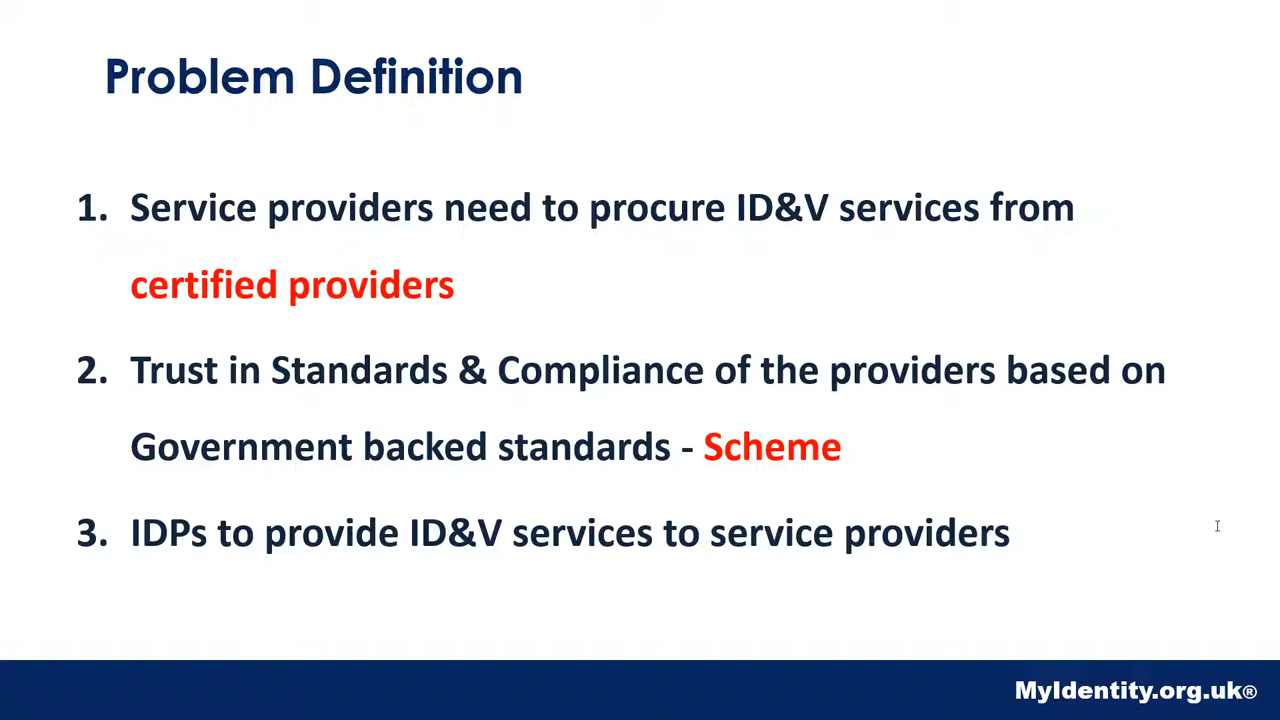 Problem Definition
1. Service providers need to procure ID&V services from
certified providers
2. Trust in Standards & Compliance of the providers based on
Government backed standards - Scheme
3. IDPs to provide ID&V services to service providers
MyIdentity.org.uk®